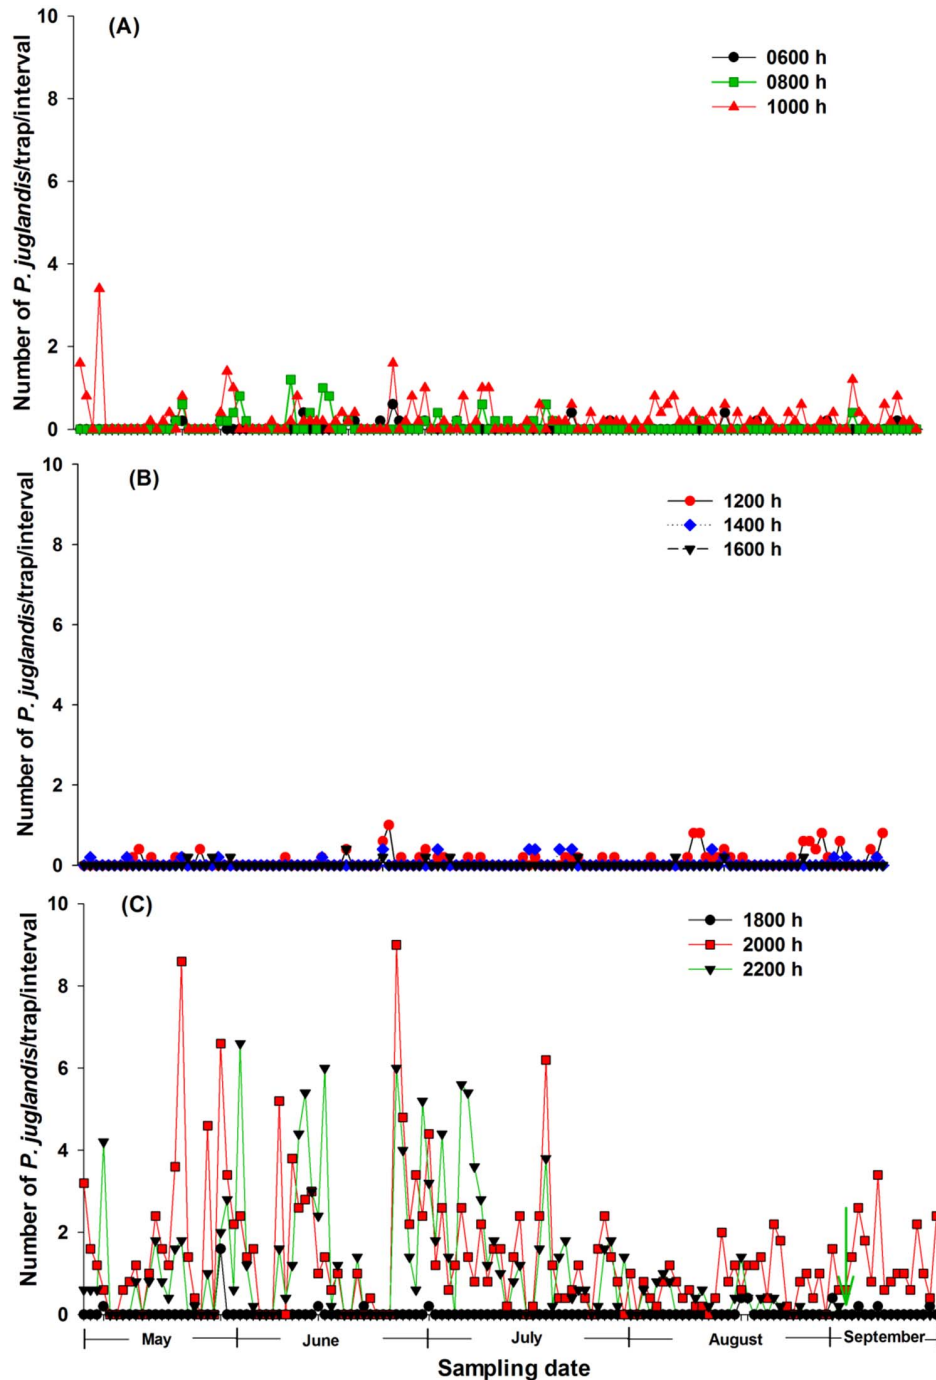 (A)
10
8
6
4
2
0
Number of P. juglandis/trap/interval
0600 h
0800 h
1000 h
(B)
10
8
6
4
2
0
Number of P. juglandis/trap/interval
1200 h
1400 h
1600 h
(C)
10
8
6
4
2
0
Number of P. juglandis/trap/interval
1800 h
2000 h
2200 h
May June July August September
Sampling date